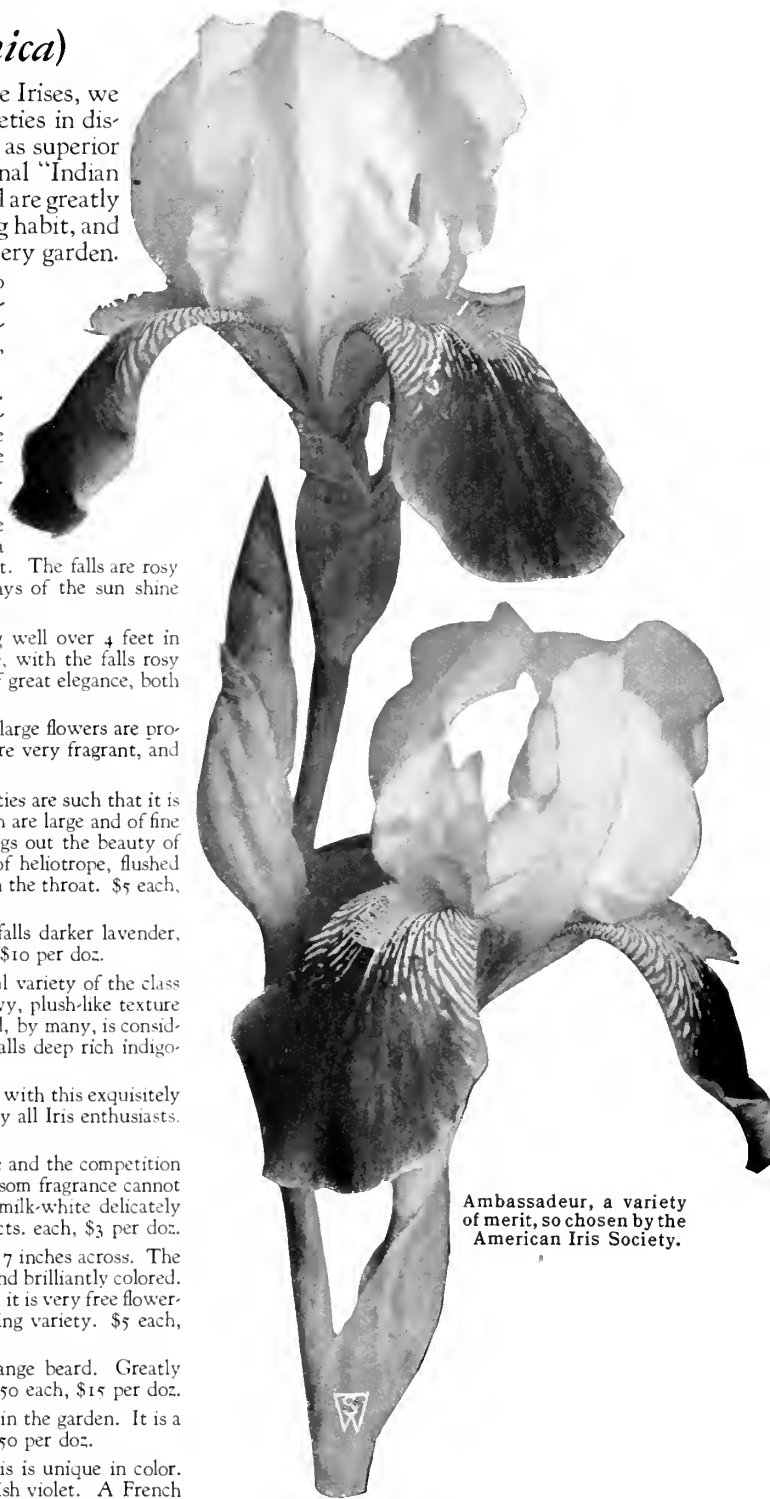 nica)
e Irises, we
eties in dis-
as superior
nal "Indian
d are greatly
g habit, and
ery garden.
t. The falls are rosy
ys of the sun shine
g well over 4 feet in
, with the falls rosy
f great elegance, both
large flowers are pro-
re very fragrant, and
ties are such that it is
n are large and of fine
gs out the beauty of
of heliotrope, flushed
n the throat. $5 each,
falls darker lavender,
$10 per doz.
al variety of the class
vy, plush-like texture
d, by many, is consid-
alls deep rich indigo-
with this exquisitely
y all Iris enthusiasts.
e and the competition
som fragrance cannot
milk-white delicately
cts. each, $3 per doz.
7 inches across. The
nd brilliantly colored.
it is very free flower-
ing variety. $5 each,
ange beard. Greatly
50 each, $15 per doz.
in the garden. It is a
50 per doz.
is is unique in color.
ish violet. A French
Ambassadeur, a variety
of merit, so chosen by the
American Iris Society.
SW